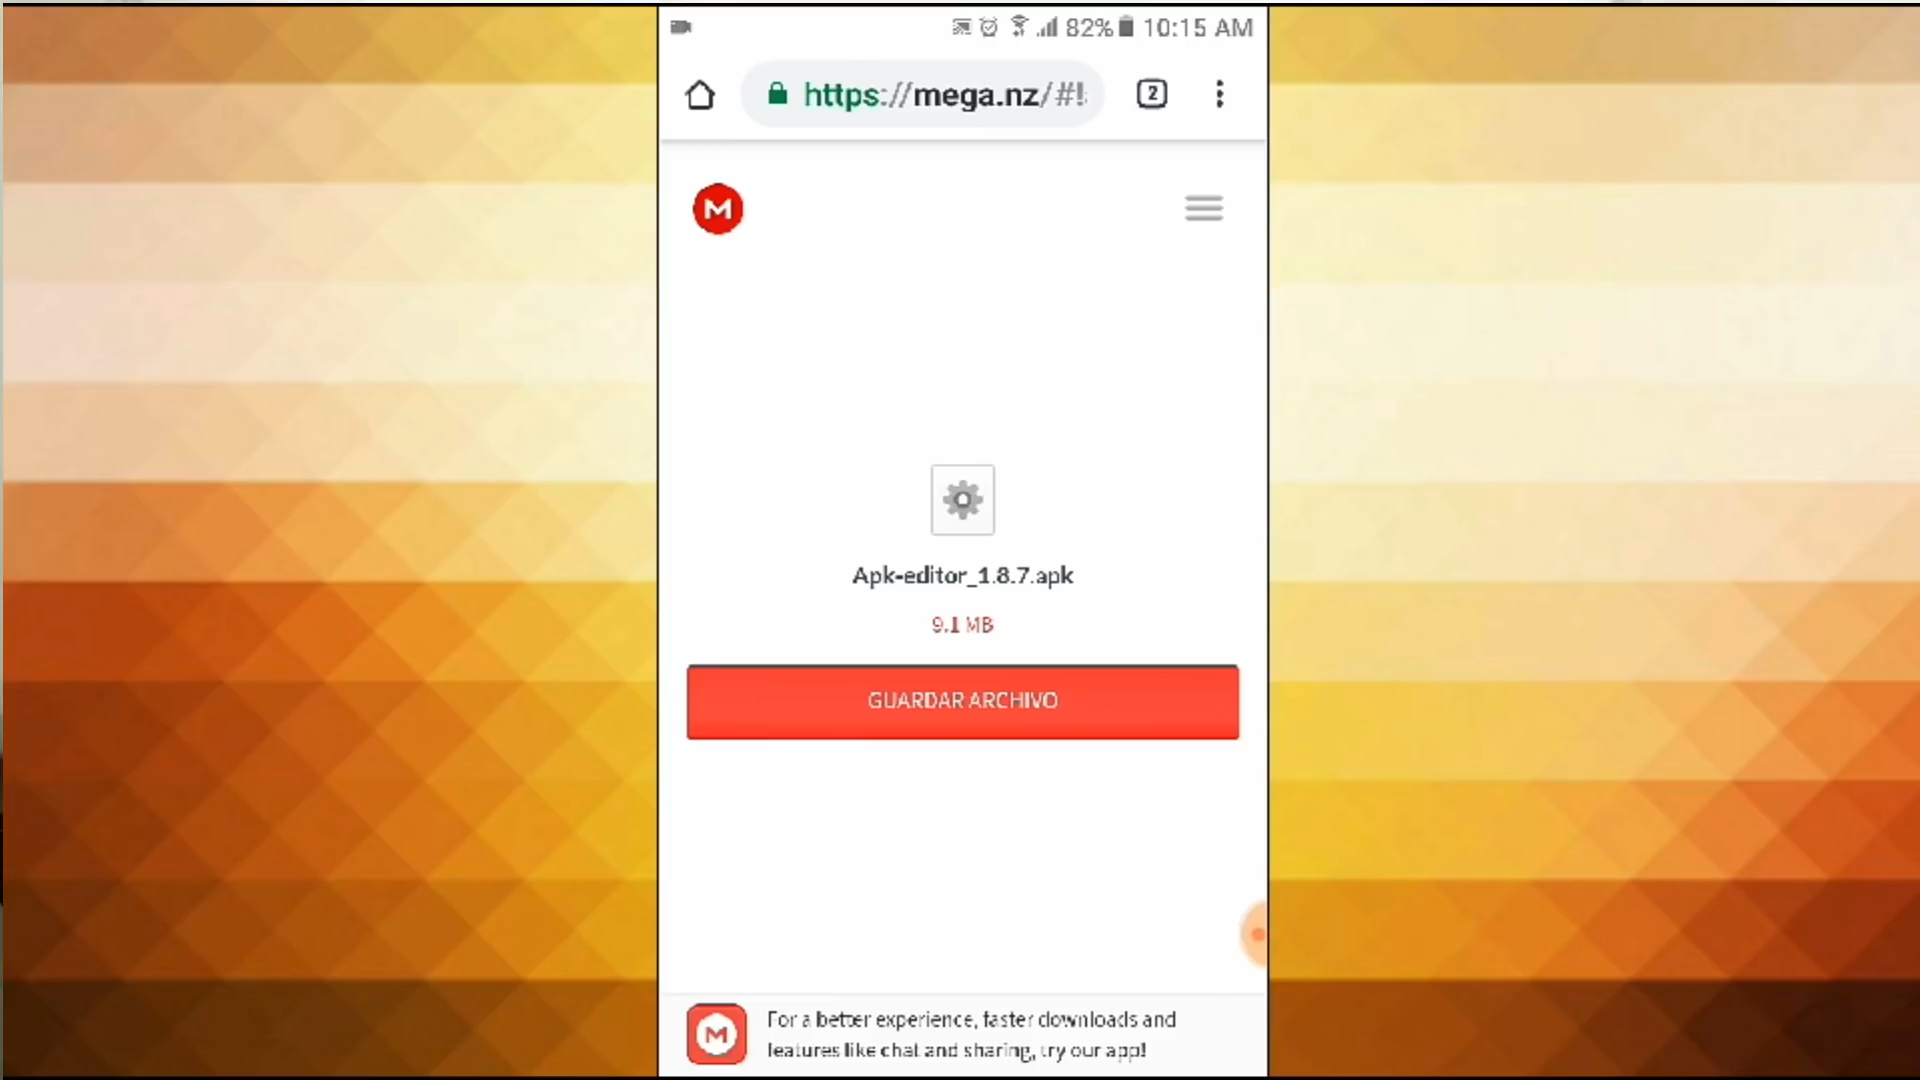 82% 10:15 AM
https://mega.nz/#!
2
M
Apk-editor_1.8.7.apk
9.1 MB
GUARDAR ARCHIVO
M
For a better experience, faster downloads and
features like chat and sharing, try our app!